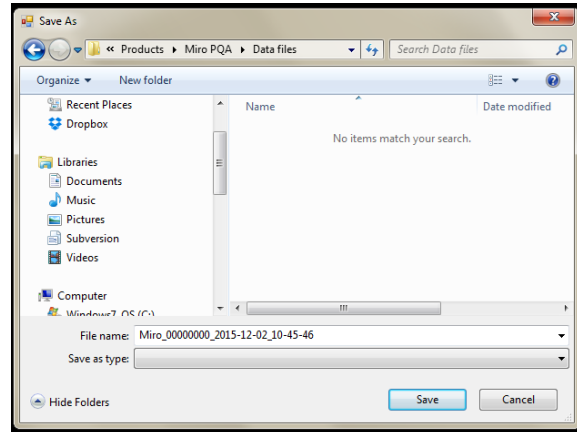 Save As
« Products ▸ Miro PQA ▸ Data files
Search Data files
Organize New folder
Recent Places
Dropbox
Libraries
Documents
Music
Pictures
Subversion
Videos
Computer
Windows7_OS (C:)
Name Date modified
No items match your search.
File name: Miro_00000000_2015-12-02_10-45-46
Save as type:
Hide Folders Save Cancel